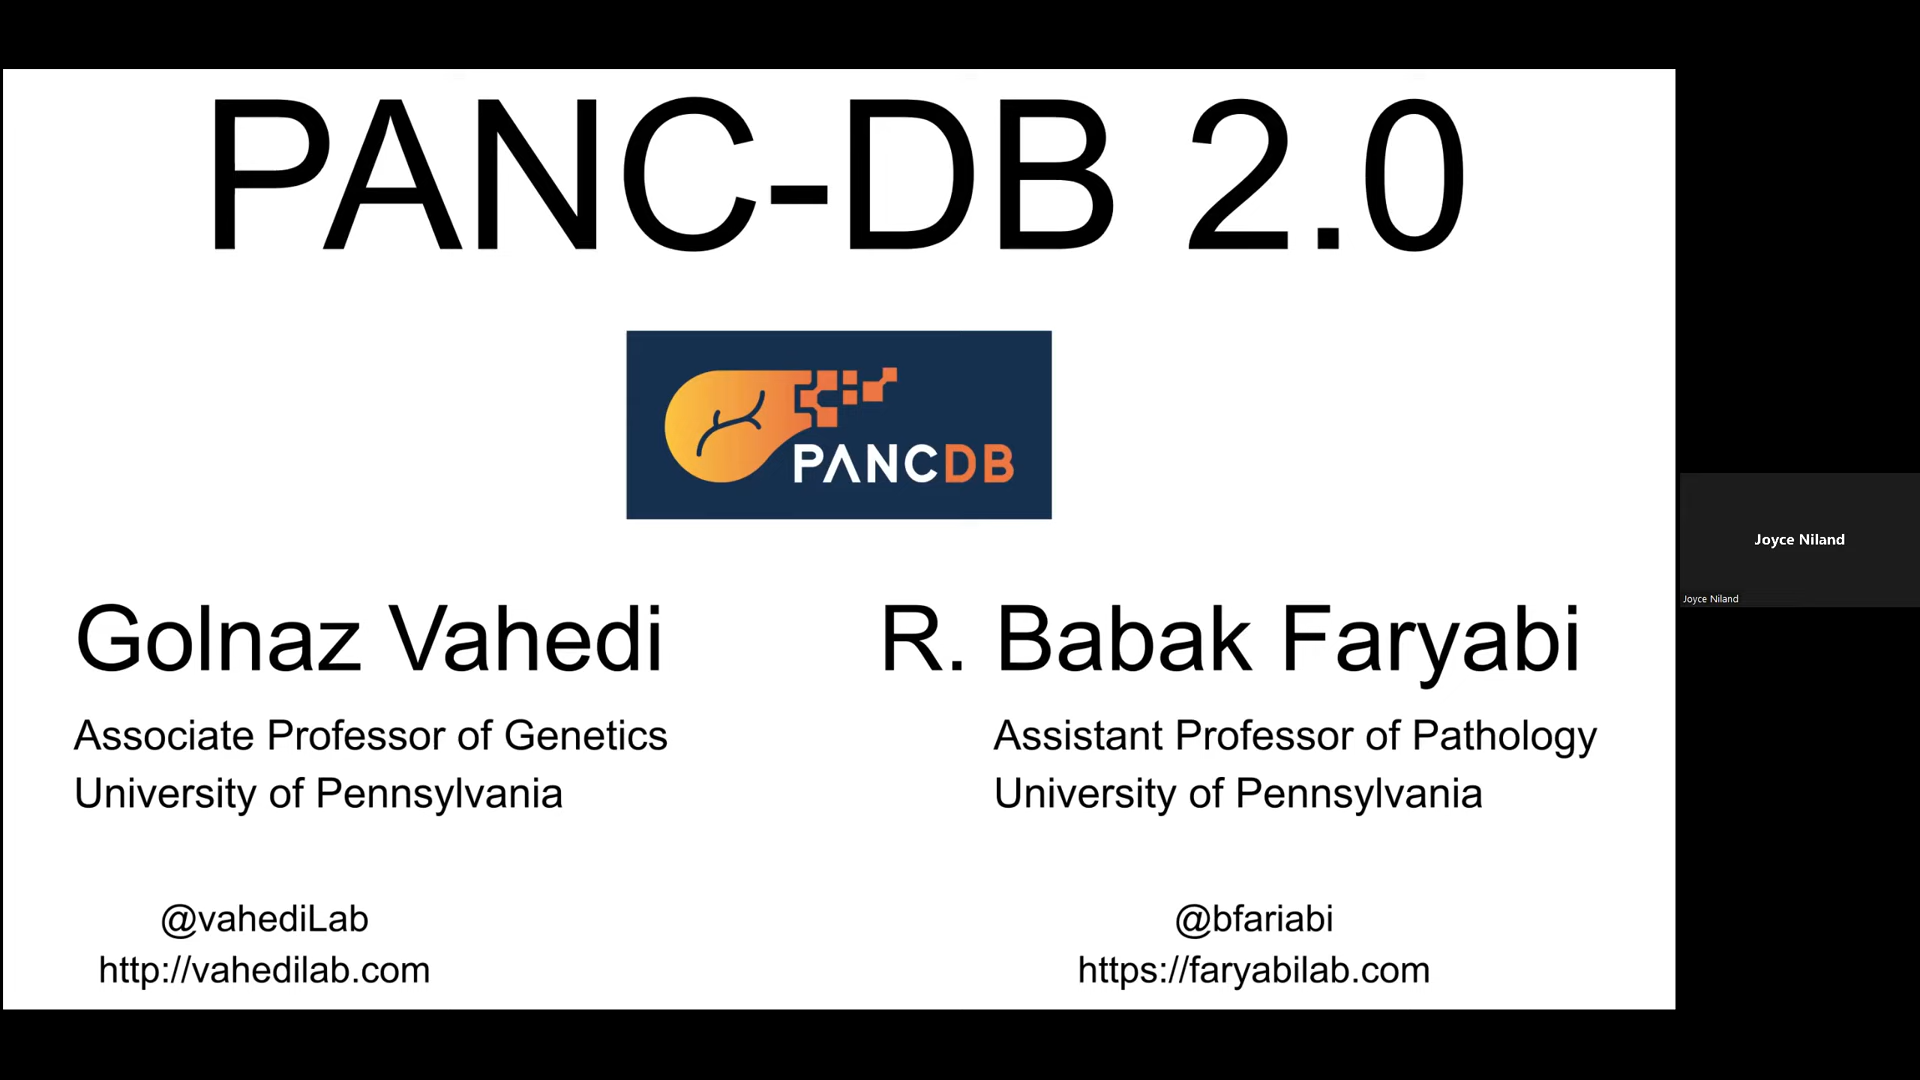 PANC-DB 2.0
PANCDB
Golnaz Vahedi
Associate Professor of Genetics
University of Pennsylvania
@vahediLab
http://vahedilab.com
R. Babak Faryabi
Assistant Professor of Pathology
University of Pennsylvania
@bfariabi
https://faryabilab.com
Joyce Niland
Joyce Niland